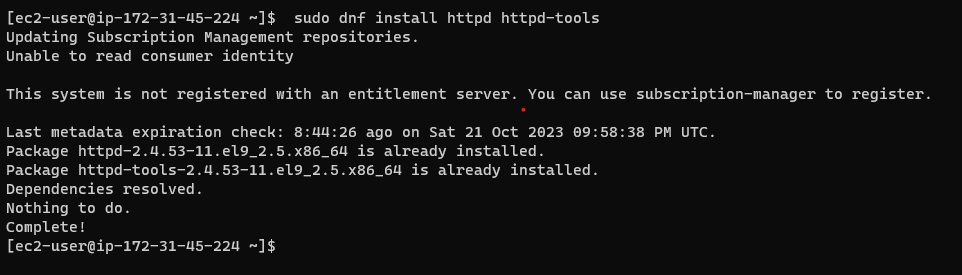 [ec2-user@ip-172-31-45-224 ~]$  sudo dnf install httpd httpd-tools
Updating Subscription Management repositories.
Unable to read consumer identity
This system is not registered with an entitlement server. You can use subscription-manager to register.
Last metadata expiration check: 8:44:26 ago on Sat 21 Oct 2023 09:58:38 PM UTC.
Package httpd-2.4.53-11.el9_2.5.x86_64 is already installed.
Package httpd-tools-2.4.53-11.el9_2.5.x86_64 is already installed.
Dependencies resolved.
Nothing to do.
Complete!
[ec2-user@ip-172-31-45-224 ~]$